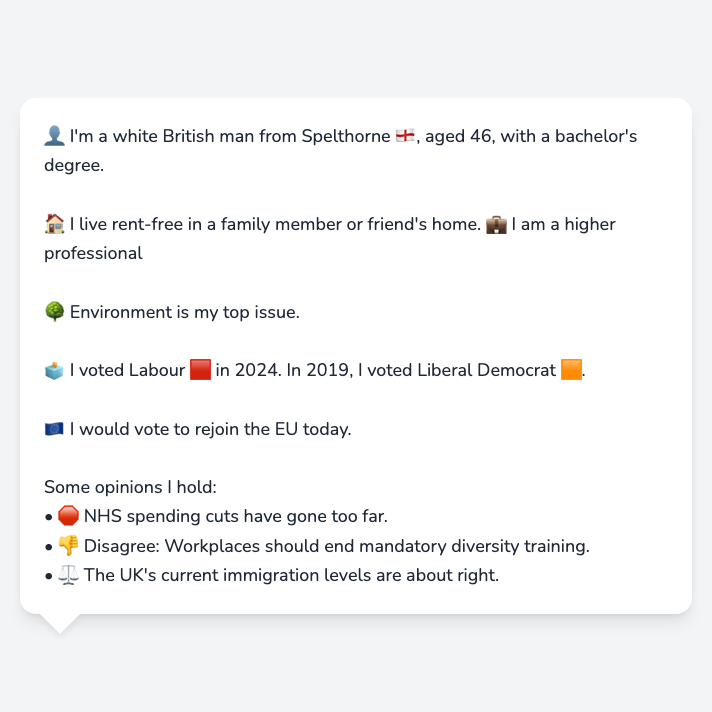 👤 I'm a white British man from Spelthorne 🏴󠁧󠁢󠁥󠁮󠁧󠁿, aged 46, with a bachelor's
degree.
🏠 I live rent-free in a family member or friend's home. 💼 I am a higher
professional
🌳 Environment is my top issue.
🗳️ I voted Labour 🟥 in 2024. In 2019, I voted Liberal Democrat 🟧.
🇪🇺 I would vote to rejoin the EU today.
Some opinions I hold:
• 🛑 NHS spending cuts have gone too far.
• 👎 Disagree: Workplaces should end mandatory diversity training.
• ⚖️ The UK's current immigration levels are about right.